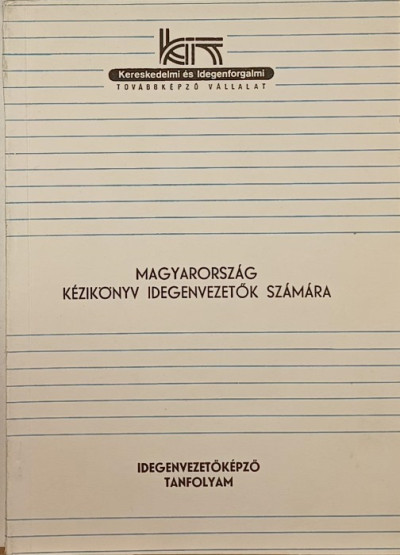 KIT
Kereskedelmi és Idegenforgalmi
TOVÁBBKÉPZŐ VÁLLALAT
MAGYARORSZÁG
KÉZIKÖNYV IDEGENVEZETŐK SZÁMÁRA
IDEGENVEZETŐKÉPZŐ
TANFOLYAM